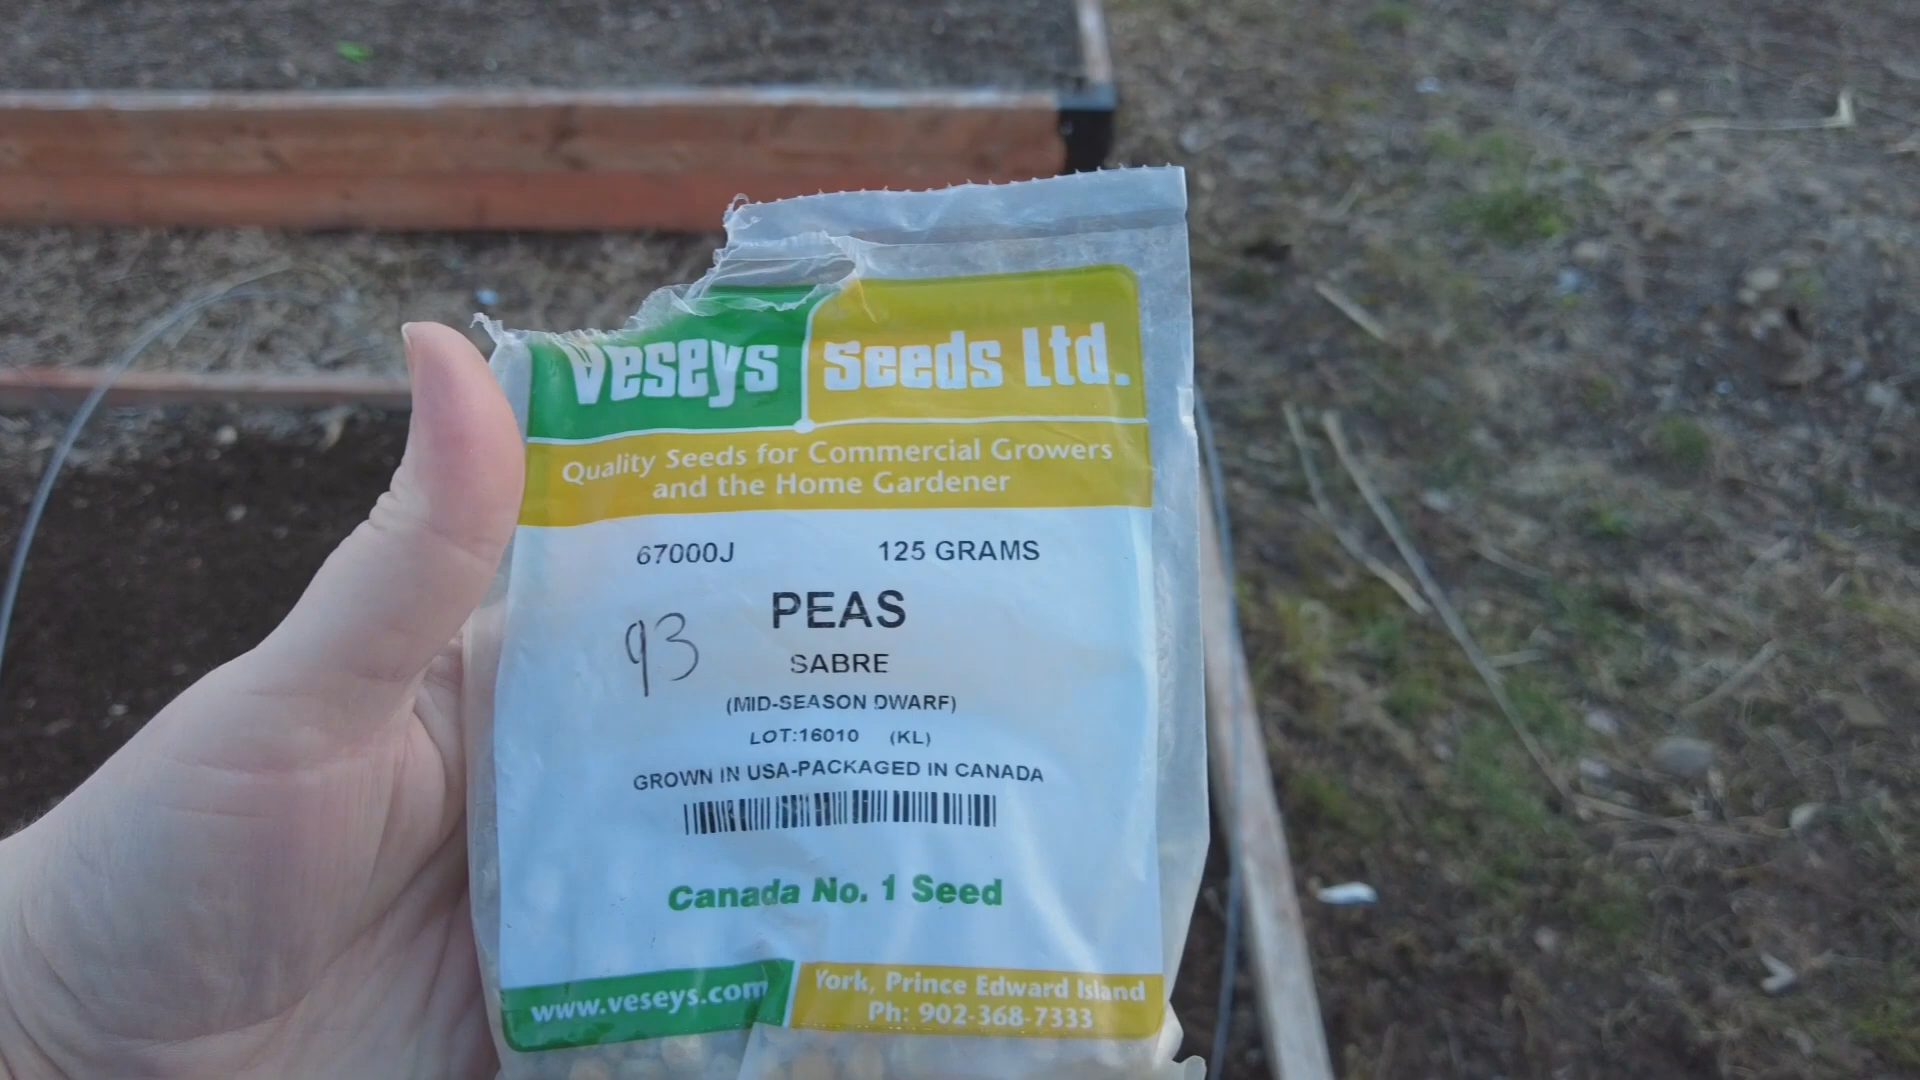 Veseys Seeds Ltd.
Quality Seeds for Commercial Growers
and the Home Gardener
67000J 125 GRAMS
PEAS
93
SABRE
(MID-SEASON DWARF)
LOT:16010 (KL)
GROWN IN USA-PACKAGED IN CANADA
Canada No. 1 Seed
www.veseys.com
York, Prince Edward Island
Ph: 902-368-7333